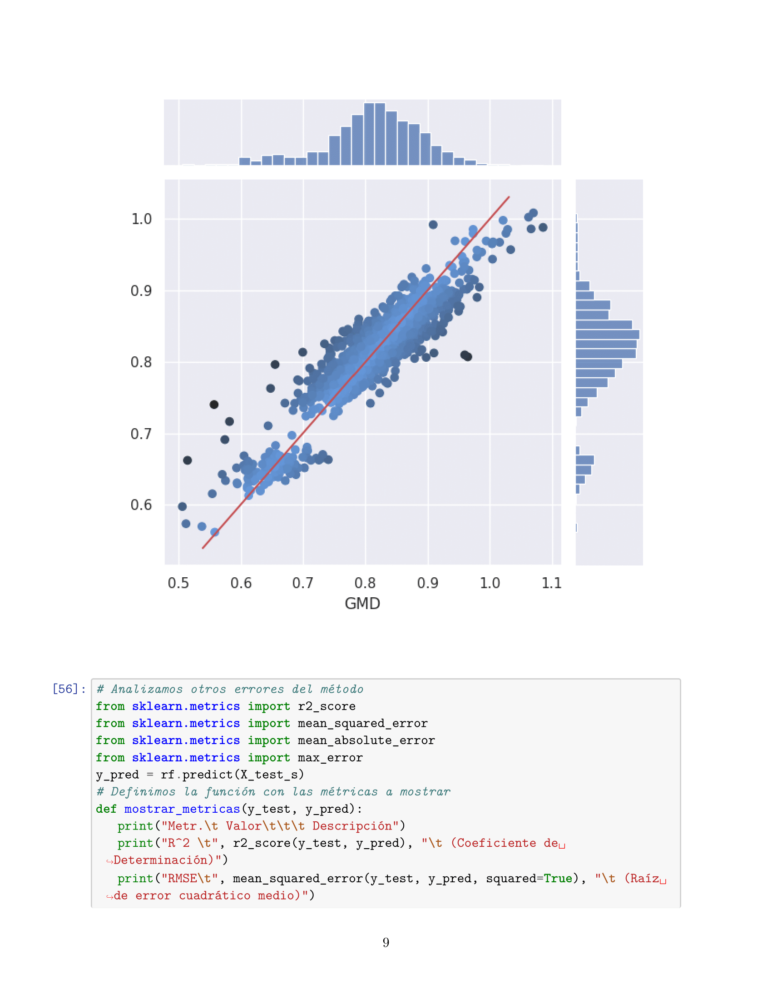 1.0
0.9
0.8
0.7
0.6
0.5 0.6 0.7 0.8 0.9 1.0 1.1
GMD
[56]: # Analizamos otros errores del método
from sklearn.metrics import r2_score
from sklearn.metrics import mean_squared_error
from sklearn.metrics import mean_absolute_error
from sklearn.metrics import max_error
y_pred = rf.predict(X_test_s)
# Definimos la función con las métricas a mostrar
def mostrar_metricas(y_test, y_pred):
   print("Metr.\t Valor\t\t\t Descripción")
   print("R^2 \t", r2_score(y_test, y_pred), "\t (Coeficiente de␣
↪Determinación)")
   print("RMSE\t", mean_squared_error(y_test, y_pred, squared=True), "\t (Raíz␣
↪de error cuadrático medio)")
9